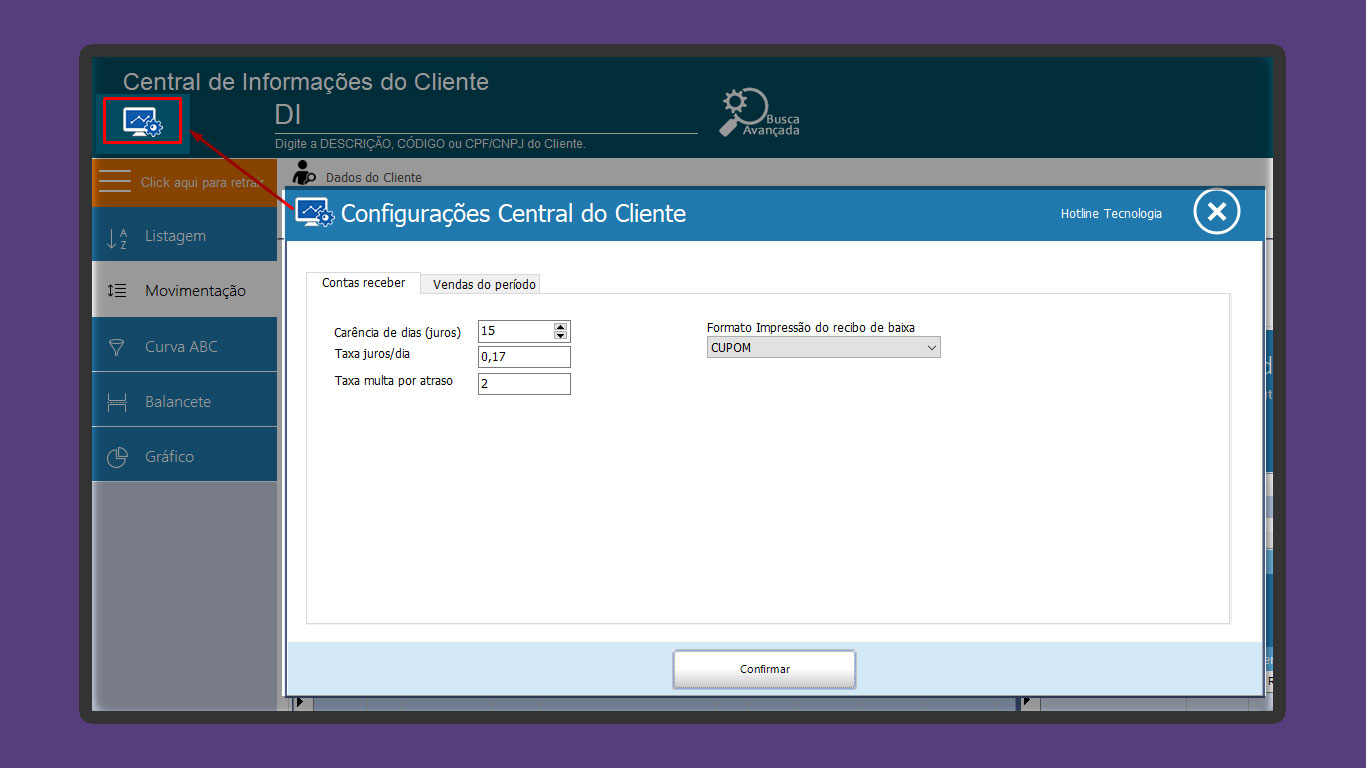 Central de Informações do Cliente
DI
Digite a DESCRIÇÃO, CÓDIGO ou CPF/CNPJ do Cliente.
Busca
Avançada
Click aqui para retrair
Dados do Cliente
Listagem
Movimentação
Curva ABC
Balancete
Gráfico
Configurações Central do Cliente
Hotline Tecnologia
Contas receber
Vendas do período
Carência de dias (juros)
15
Taxa juros/dia
0,17
Taxa multa por atraso
2
Formato Impressão do recibo de baixa
CUPOM
Confirmar